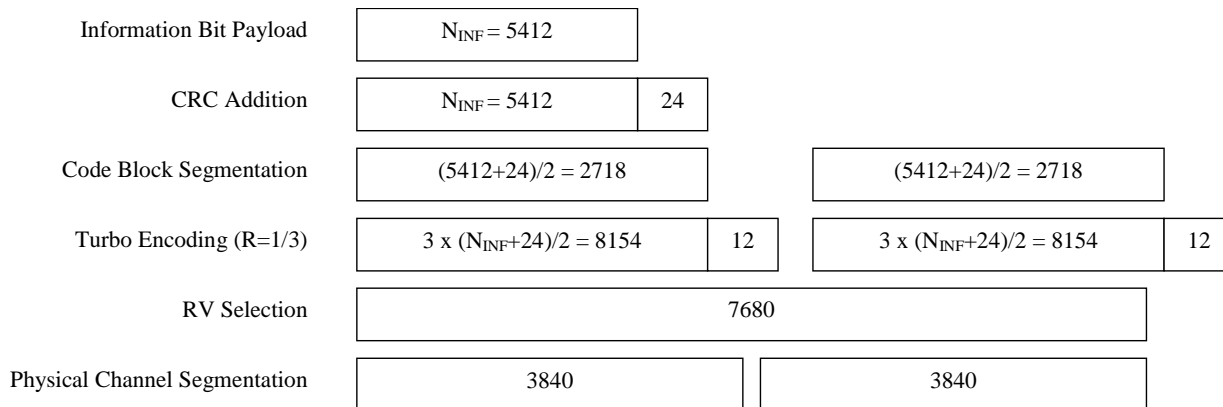 Information Bit Payload N_INF = 5412
CRC Addition N_INF = 5412 24
Code Block Segmentation (5412+24)/2 = 2718 (5412+24)/2 = 2718
Turbo Encoding (R=1/3) 3 x (N_INF+24)/2 = 8154 12 3 x (N_INF+24)/2 = 8154 12
RV Selection 7680
Physical Channel Segmentation 3840 3840